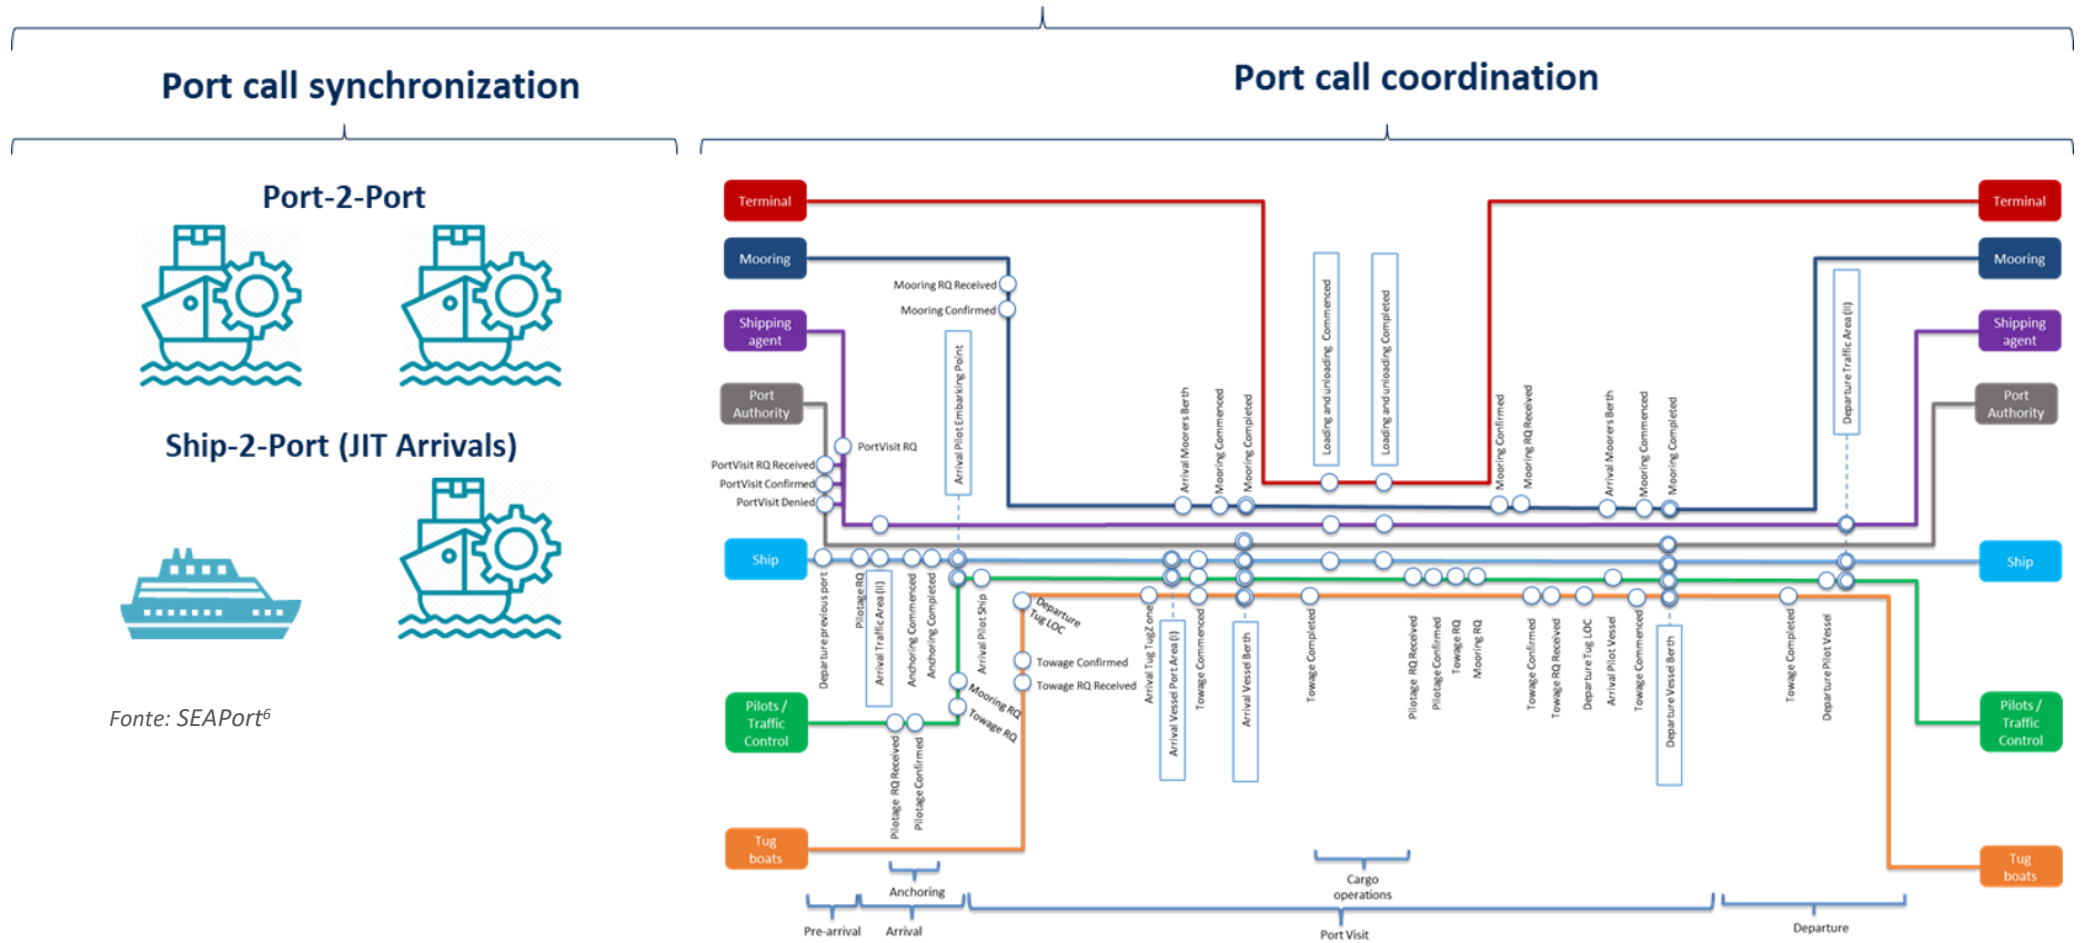 Port call synchronization
Port call coordination
Port-2-Port
Ship-2-Port (JIT Arrivals)
Fonte: SEAPort6
Terminal
Mooring
Shipping
agent
Port
Authority
Ship
Pilots /
Traffic
Control
Tug
boats
Mooring RQ Received
Mooring Confirmed
PortVisit RQ
PortVisit RQ Received
PortVisit Confirmed
PortVisit Denied
Arrival Pilot Embarking Point
Departure previous port
Pilotage RQ
Arrival Traffic Area (II)
Anchoring Commenced
Anchoring Completed
Arrival Pilot Ship
Mooring RQ
Towage RQ
Pilotage RQ Received
Pilotage Confirmed
Departure
Tug LOC
Towage Confirmed
Towage RQ Received
Arrival Moorers Berth
Mooring Commenced
Mooring Completed
Arrival Tug TugZone
Arrival Vessel Port Area (I)
Towage Commenced
Arrival Vessel Berth
Towage Completed
Loading and unloading Commenced
Loading and unloading Completed
Pilotage RQ Received
Pilotage Confirmed
Towage RQ
Mooring RQ
Mooring Confirmed
Mooring RQ Received
Arrival Moorers Berth
Mooring Commenced
Mooring Completed
Towage Confirmed
Towage RQ Received
Departure Tug LOC
Arrival Pilot Vessel
Towage Commenced
Departure Vessel Berth
Towage Completed
Departure Pilot Vessel
Departure Traffic Area (II)
Terminal
Mooring
Shipping
agent
Port
Authority
Ship
Pilots /
Traffic
Control
Tug
boats
Anchoring
Cargo
operations
Pre-arrival
Arrival
Port Visit
Departure